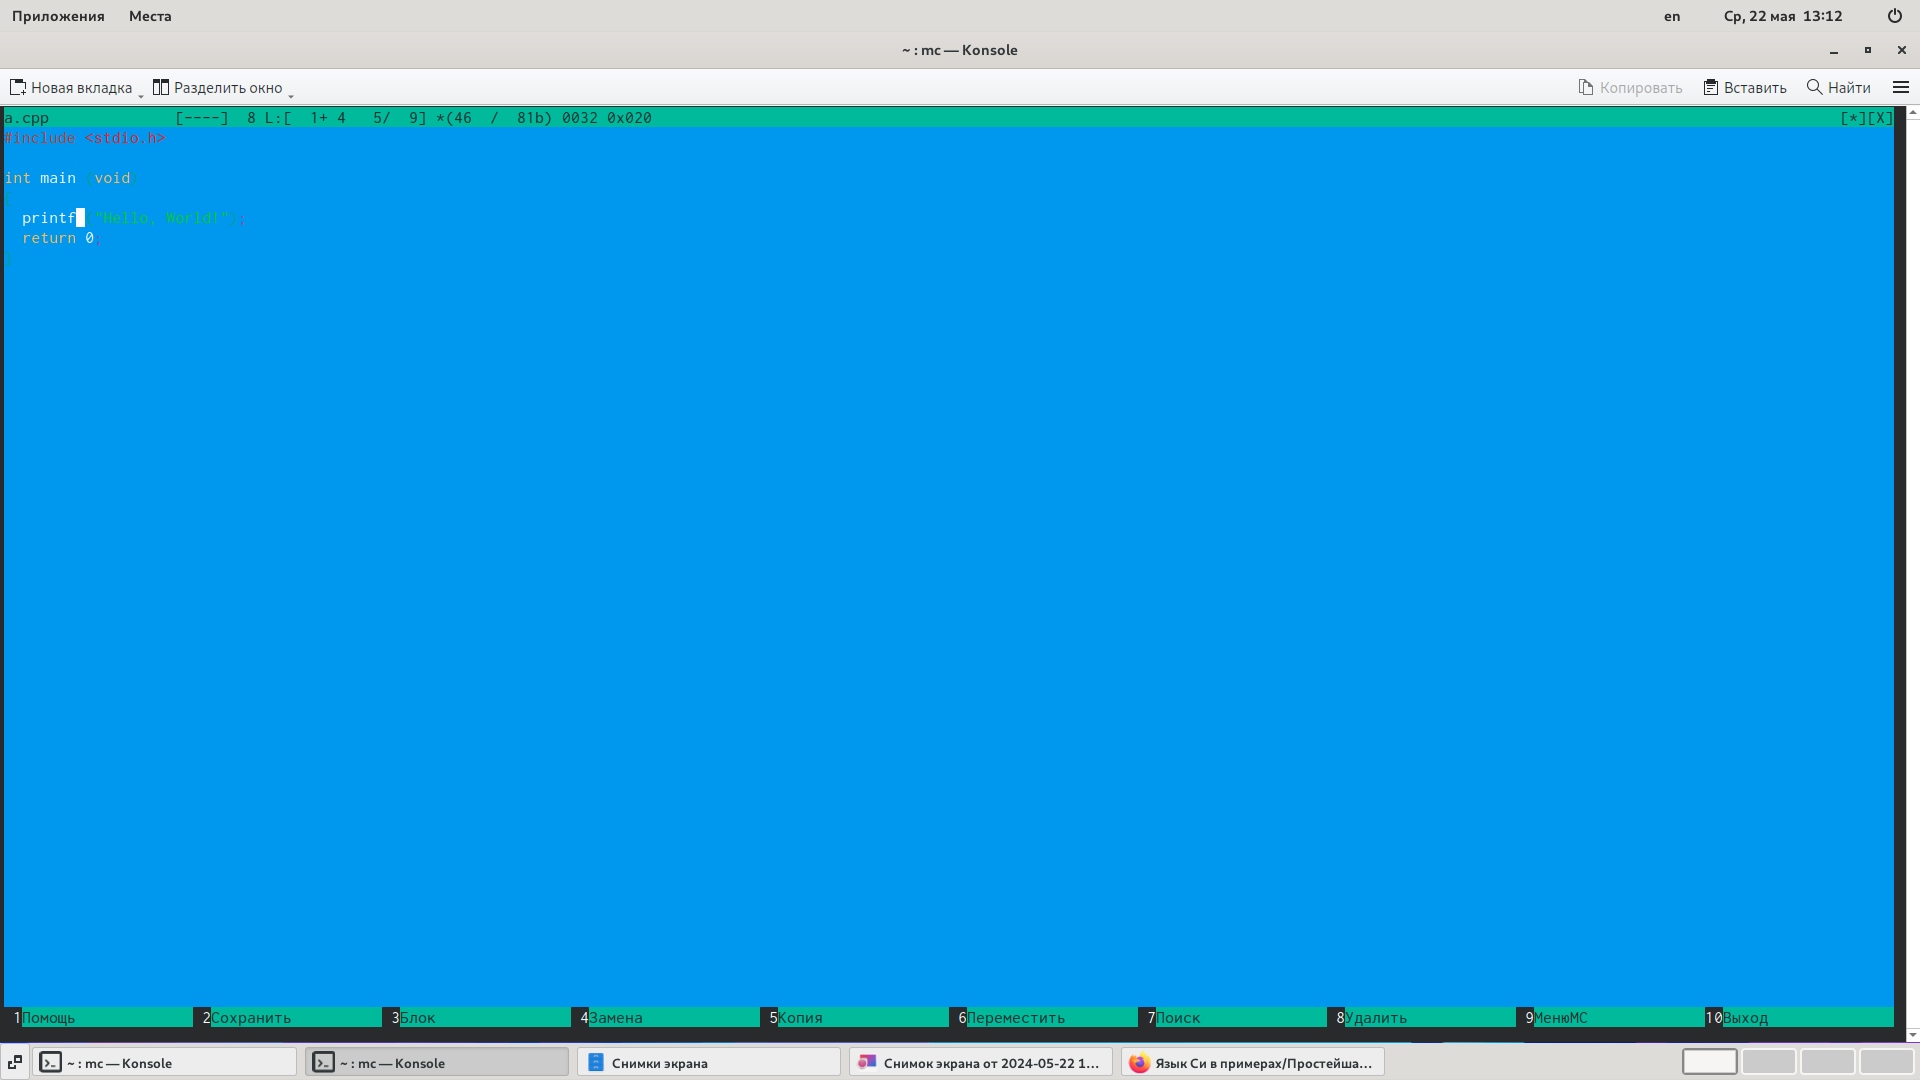 Приложения Места en Ср, 22 мая 13:12
~ : mc — Konsole
Новая вкладка Разделить окно Копировать Вставить Найти
a.cpp [----] 8 L:[ 1+ 4 5/ 9] *(46 / 81b) 0032 0x020 [*][X]
#include <stdio.h>
int main (void)
{
printf ("Hello, World!");
return 0;
}
1Помощь 2Сохранить 3Блок 4Замена 5Копия 6Переместить 7Поиск 8Удалить 9МенюМС 10Выход
~ : mc — Konsole ~ : mc — Konsole Снимки экрана Снимок экрана от 2024-05-22 1... Язык Си в примерах/Простейша...